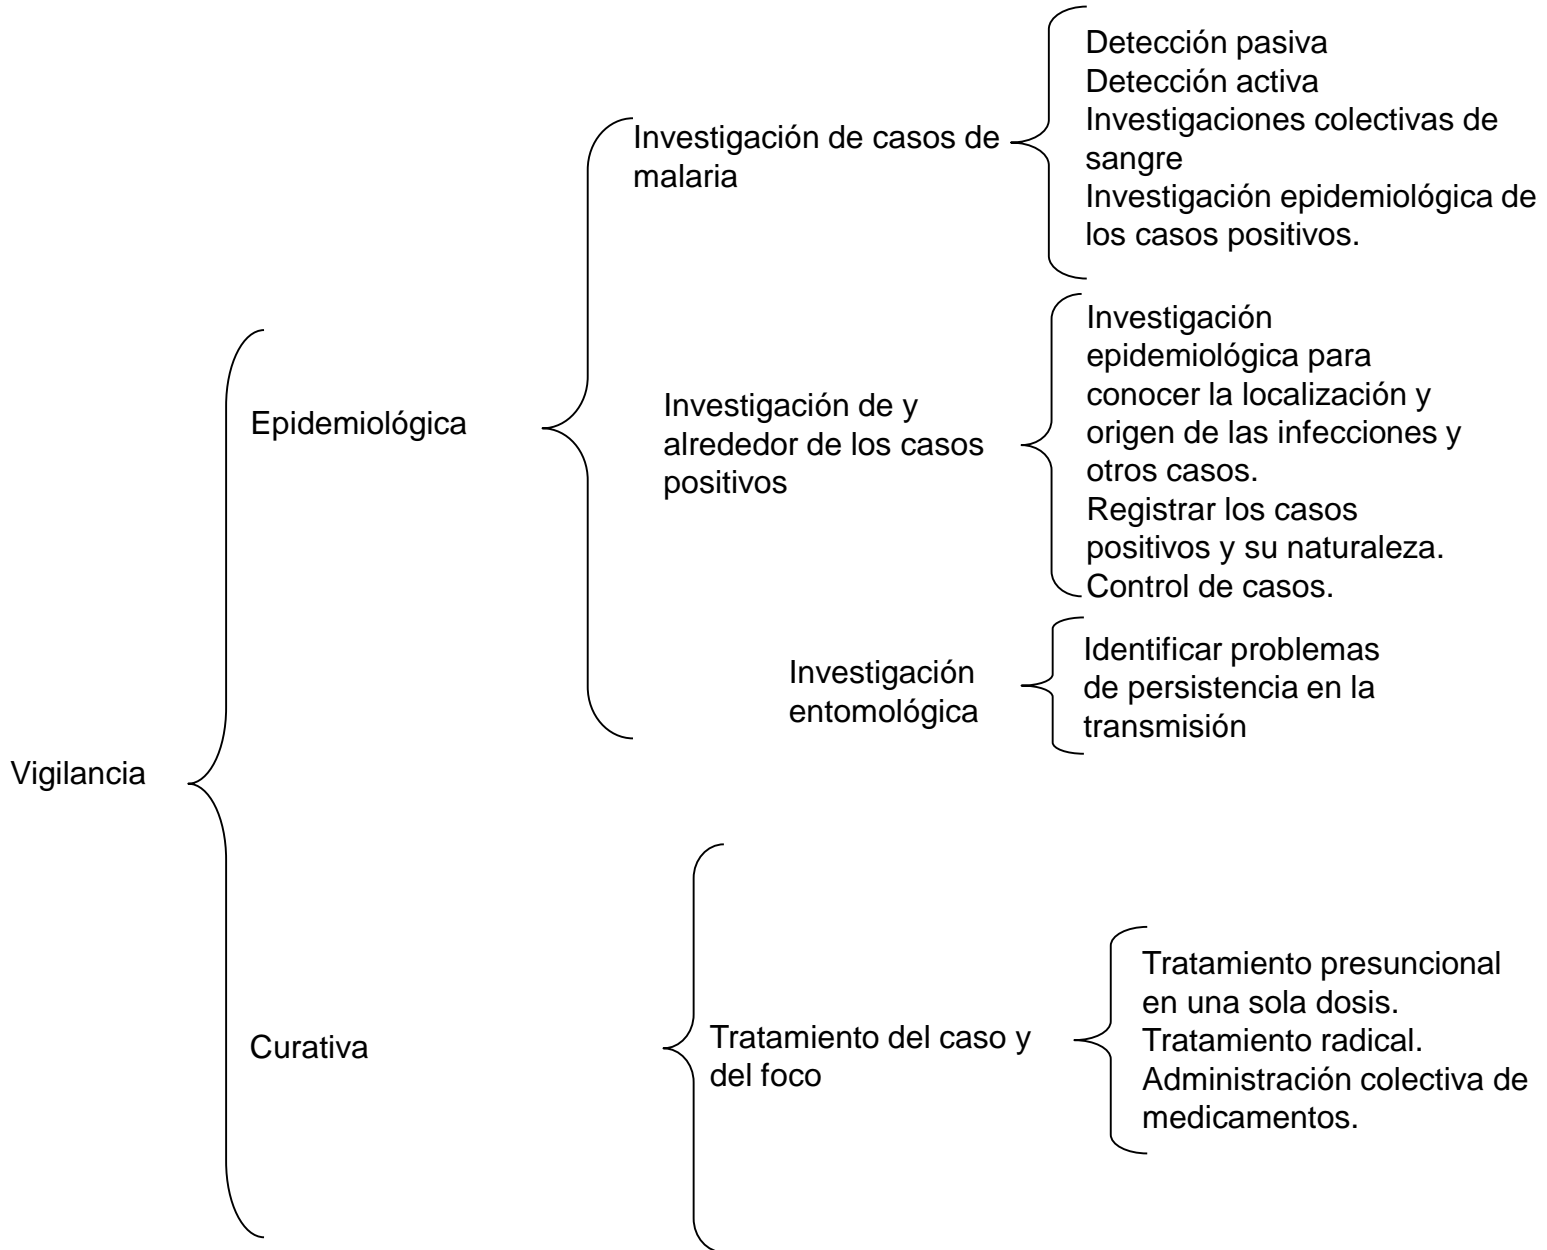 Vigilancia
Epidemiológica
Investigación de casos de
malaria
Detección pasiva
Detección activa
Investigaciones colectivas de
sangre
Investigación epidemiológica de
los casos positivos.
Investigación de y
alrededor de los casos
positivos
Investigación
epidemiológica para
conocer la localización y
origen de las infecciones y
otros casos.
Registrar los casos
positivos y su naturaleza.
Control de casos.
Investigación
entomológica
Identificar problemas
de persistencia en la
transmisión
Curativa
Tratamiento del caso y
del foco
Tratamiento presuncional
en una sola dosis.
Tratamiento radical.
Administración colectiva de
medicamentos.